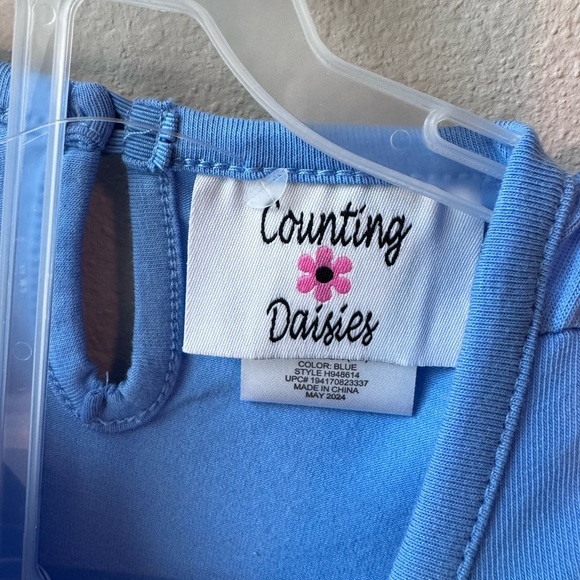 Counting
Daisies
COLOR: BLUE
STYLE H948614
UPC# 194170823337
MADE IN CHINA
MAY 2024